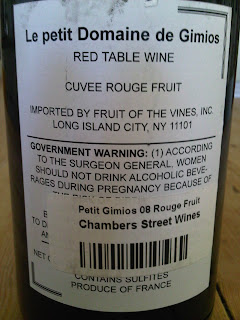 Le petit Domaine de Gimios
RED TABLE WINE
CUVEE ROUGE FRUIT
IMPORTED BY FRUIT OF THE VINES, INC.
LONG ISLAND CITY, NY 11101
GOVERNMENT WARNING: (1) ACCORDING
TO THE SURGEON GENERAL, WOMEN
SHOULD NOT DRINK ALCOHOLIC BEVE-
RAGES DURING PREGNANCY BECAUSE OF
Petit Gimios 08 Rouge Fruit
Chambers Street Wines
CONTAINS SULFITES
PRODUCE OF FRANCE